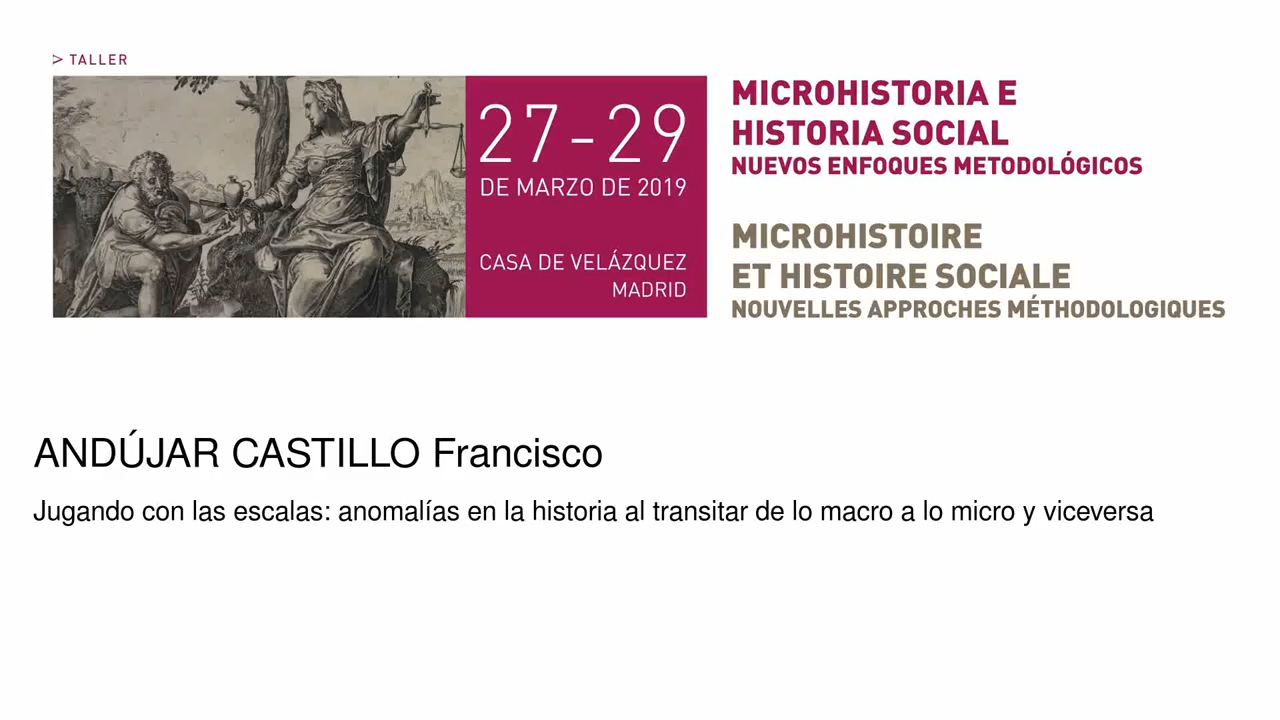 > TALLER
27-29
DE MARZO DE 2019
CASA DE VELÁZQUEZ
MADRID
MICROHISTORIA E
HISTORIA SOCIAL
NUEVOS ENFOQUES METODOLÓGICOS
MICROHISTOIRE
ET HISTOIRE SOCIALE
NOUVELLES APPROCHES MÉTHODOLOGIQUES
ANDÚJAR CASTILLO Francisco
Jugando con las escalas: anomalías en la historia al transitar de lo macro a lo micro y viceversa